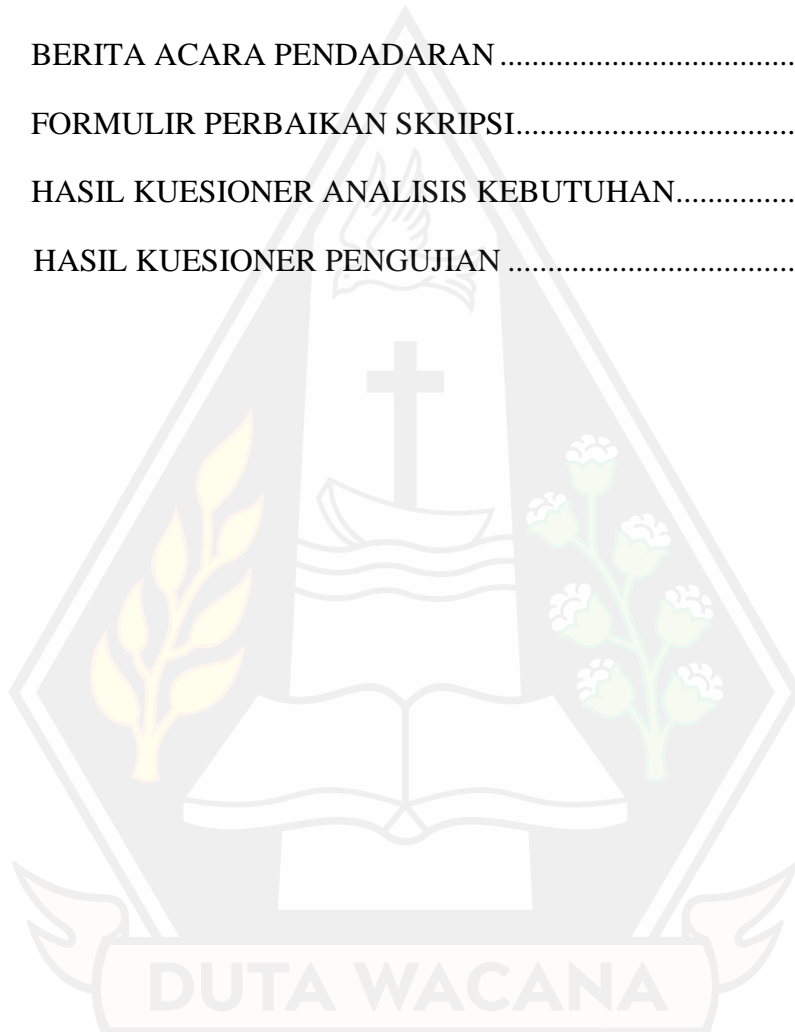 BERITA ACARA PENDADARAN .....................................
FORMULIR PERBAIKAN SKRIPSI...................................
HASIL KUESIONER ANALISIS KEBUTUHAN...............
HASIL KUESIONER PENGUJIAN ....................................
DUTA WACANA